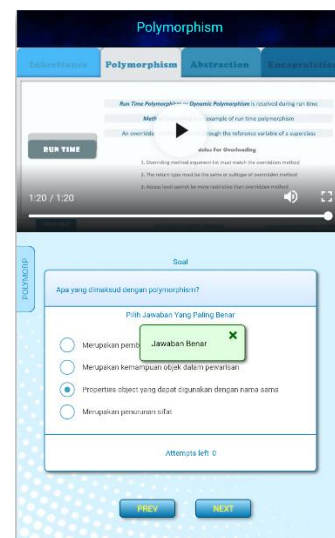 Polymorphism
Inheritance Polymorphism Abstraction Encapsulation
Run Time Polymorphism or Dynamic Polymorphism is resolved during run time
Meth example of run time polymorphism
An overridden through the reference variable of a superclass
RUN TIME
Rules For Overloading
1. Overriding method argument list must match the overridden method
2. The return type must be the same or subtype of overridden method
3. Access level cannot be more restrictive than overridden method
1:20 / 1:20
POLYMORP
Soal
Apa yang dimaksud dengan polymorphism?
Pilih Jawaban Yang Paling Benar
Merupakan pemb
Jawaban Benar
Merupakan kemampuan objek dalam pewarisan
Properties object yang dapat digunakan dengan nama sama
Merupakan penurunan sifat
Attempts left 0
PREV NEXT